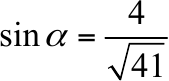 sin α = 4/√41